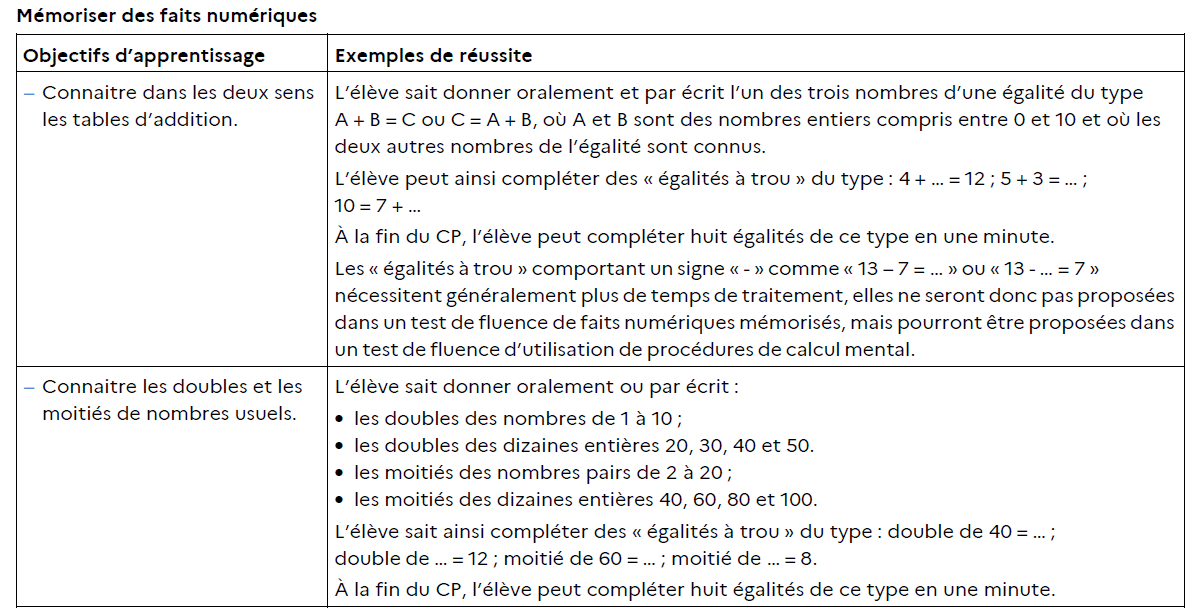 Mémoriser des faits numériques
Objectifs d’apprentissage
Exemples de réussite
– Connaitre dans les deux sens
les tables d’addition.
L’élève sait donner oralement et par écrit l’un des trois nombres d’une égalité du type
A + B = C ou C = A + B, où A et B sont des nombres entiers compris entre 0 et 10 et où les
deux autres nombres de l’égalité sont connus.
L’élève peut ainsi compléter des « égalités à trou » du type : 4 + … = 12 ; 5 + 3 = … ;
10 = 7 + …
À la fin du CP, l’élève peut compléter huit égalités de ce type en une minute.
Les « égalités à trou » comportant un signe « - » comme « 13 – 7 = … » ou « 13 - … = 7 »
nécessitent généralement plus de temps de traitement, elles ne seront donc pas proposées
dans un test de fluence de faits numériques mémorisés, mais pourront être proposées dans
un test de fluence d’utilisation de procédures de calcul mental.
– Connaitre les doubles et les
moitiés de nombres usuels.
L’élève sait donner oralement ou par écrit :
• les doubles des nombres de 1 à 10 ;
• les doubles des dizaines entières 20, 30, 40 et 50.
• les moitiés des nombres pairs de 2 à 20 ;
• les moitiés des dizaines entières 40, 60, 80 et 100.
L’élève sait ainsi compléter des « égalités à trou » du type : double de 40 = … ;
double de … = 12 ; moitié de 60 = … ; moitié de … = 8.
À la fin du CP, l’élève peut compléter huit égalités de ce type en une minute.